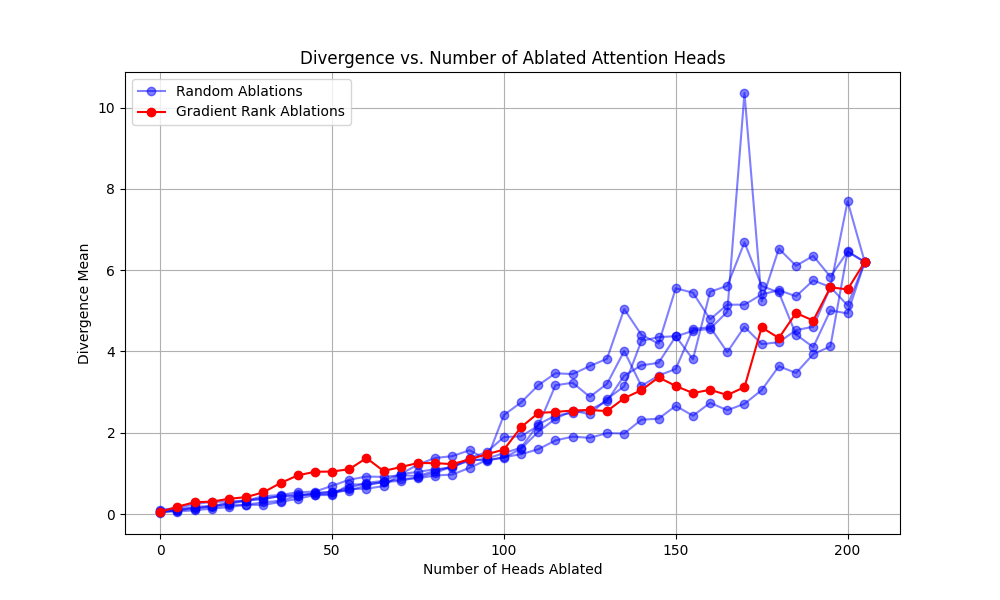 Divergence vs. Number of Ablated Attention Heads
Random Ablations
Gradient Rank Ablations
Divergence Mean
10
8
6
4
2
0
0
50
100
150
200
Number of Heads Ablated